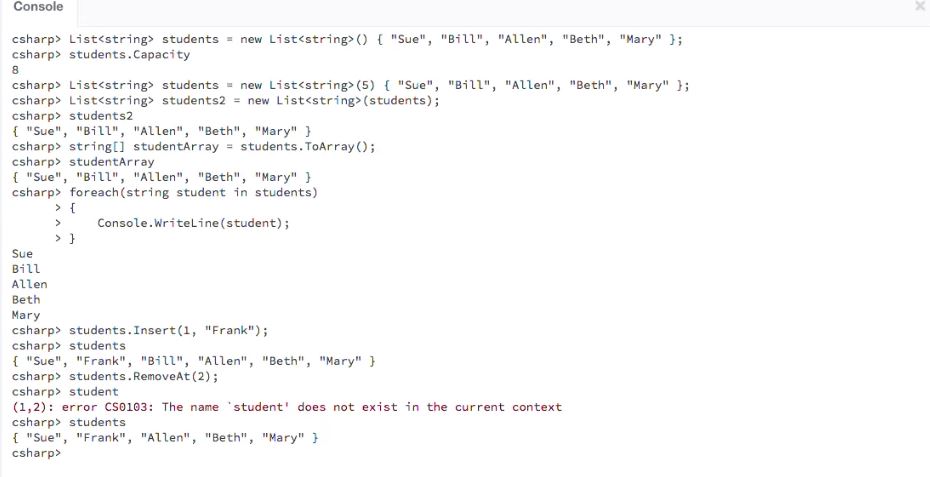 Console
csharp> List<string> students = new List<string>() { "Sue", "Bill", "Allen", "Beth", "Mary" };
csharp> students.Capacity
8
csharp> List<string> students = new List<string>(5) { "Sue", "Bill", "Allen", "Beth", "Mary" };
csharp> List<string> students2 = new List<string>(students);
csharp> students2
{ "Sue", "Bill", "Allen", "Beth", "Mary" }
csharp> string[] studentArray = students.ToArray();
csharp> studentArray
{ "Sue", "Bill", "Allen", "Beth", "Mary" }
csharp> foreach(string student in students)
      > {
      >     Console.WriteLine(student);
      > }
Sue
Bill
Allen
Beth
Mary
csharp> students.Insert(1, "Frank");
csharp> students
{ "Sue", "Frank", "Bill", "Allen", "Beth", "Mary" }
csharp> students.RemoveAt(2);
csharp> student
(1,2): error CS0103: The name `student' does not exist in the current context
csharp> students
{ "Sue", "Frank", "Allen", "Beth", "Mary" }
csharp>